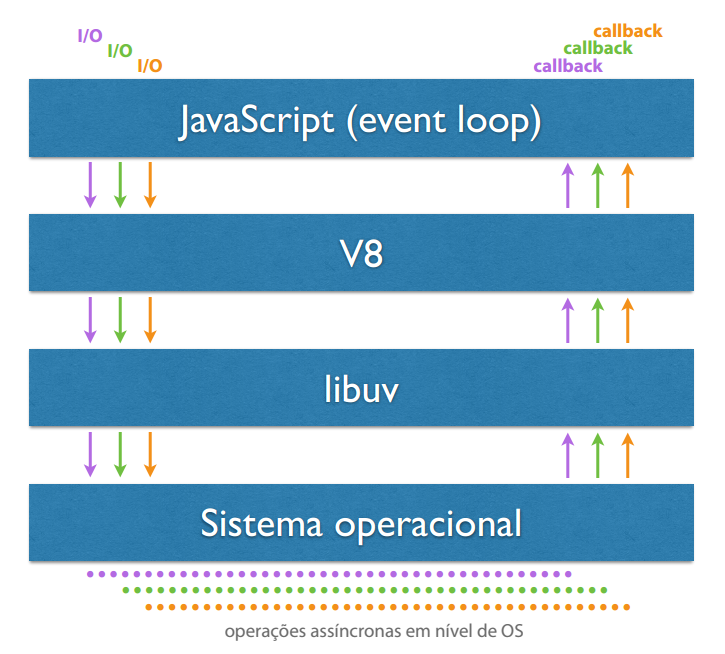 I/O
I/O
I/O
callback
callback
callback
JavaScript (event loop)
V8
libuv
Sistema operacional
operações assíncronas em nível de OS